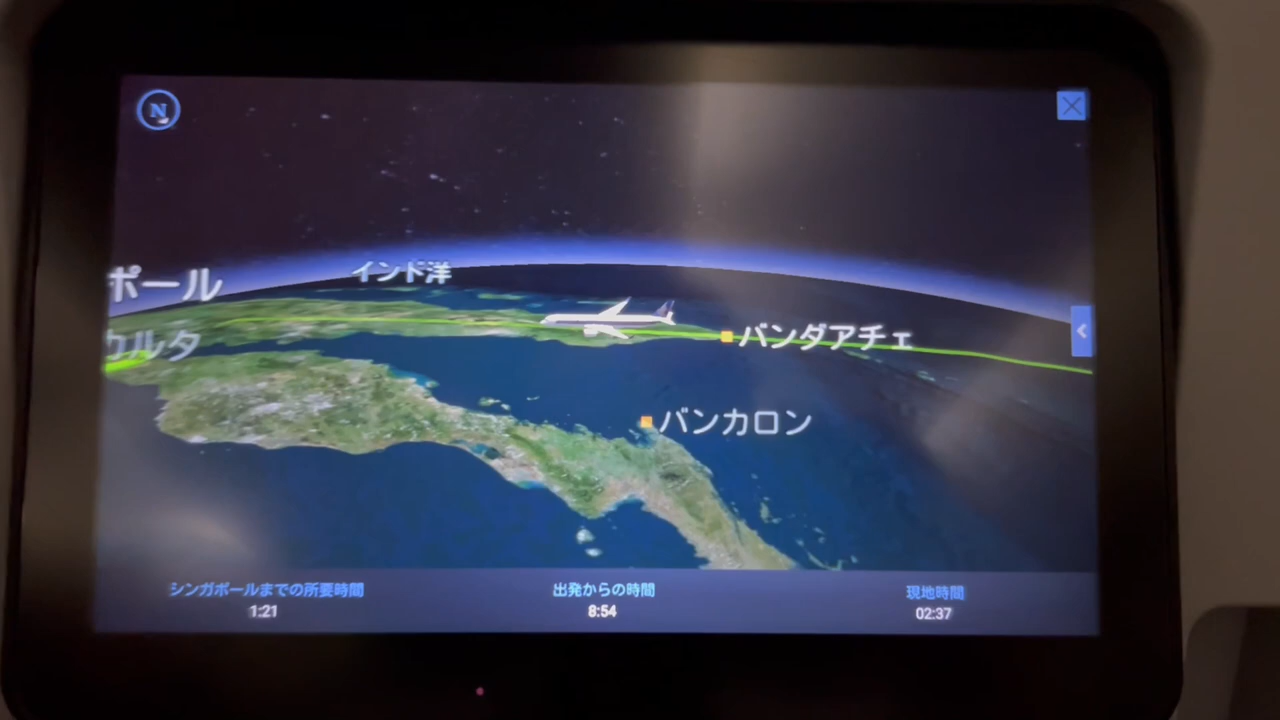 N
インド洋
ポール
カルタ
バンダアチェ
バンカロン
シンガポールまでの所要時間
1:21
出発からの時間
8:54
現地時間
02:37